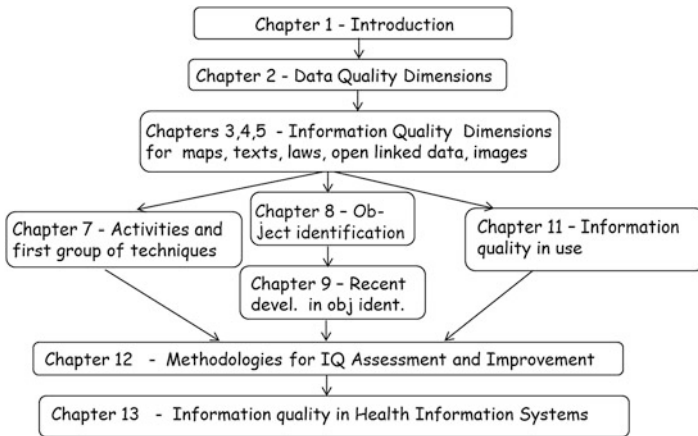 Chapter 1 - Introduction
Chapter 2 - Data Quality Dimensions
Chapters 3,4,5 - Information Quality Dimensions
for maps, texts, laws, open linked data, images
Chapter 7 - Activities and
first group of techniques
Chapter 8 – Ob-
ject identification
Chapter 11 – Information
quality in use
Chapter 9 – Recent
devel. in obj ident.
Chapter 12 - Methodologies for IQ Assessment and Improvement
Chapter 13 - Information quality in Health Information Systems